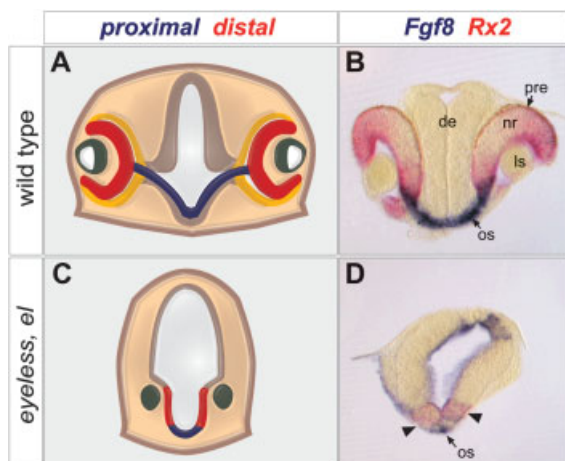 proximal distal Fgf8 Rx2
A B
wild type
pre
nr
de
ls
os
C D
eyeless, el
os